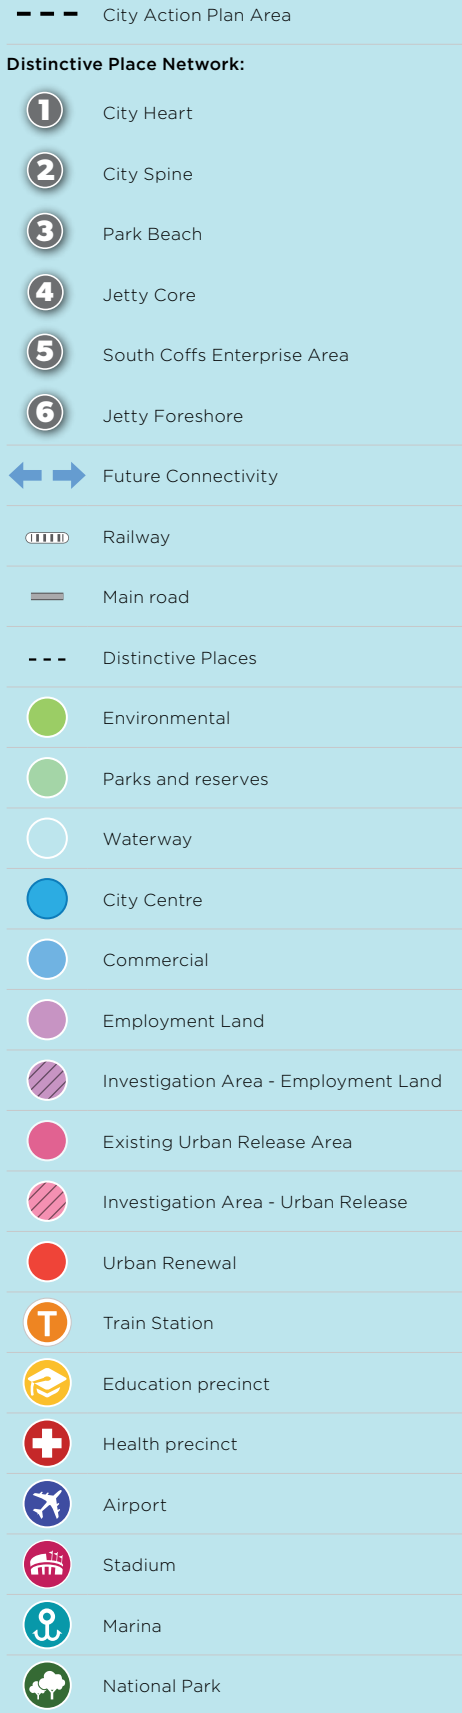 City Action Plan Area
Distinctive Place Network:
1 City Heart
2 City Spine
3 Park Beach
4 Jetty Core
5 South Coffs Enterprise Area
6 Jetty Foreshore
Future Connectivity
Railway
Main road
Distinctive Places
Environmental
Parks and reserves
Waterway
City Centre
Commercial
Employment Land
Investigation Area - Employment Land
Existing Urban Release Area
Investigation Area - Urban Release
Urban Renewal
T Train Station
Education precinct
Health precinct
Airport
Stadium
Marina
National Park